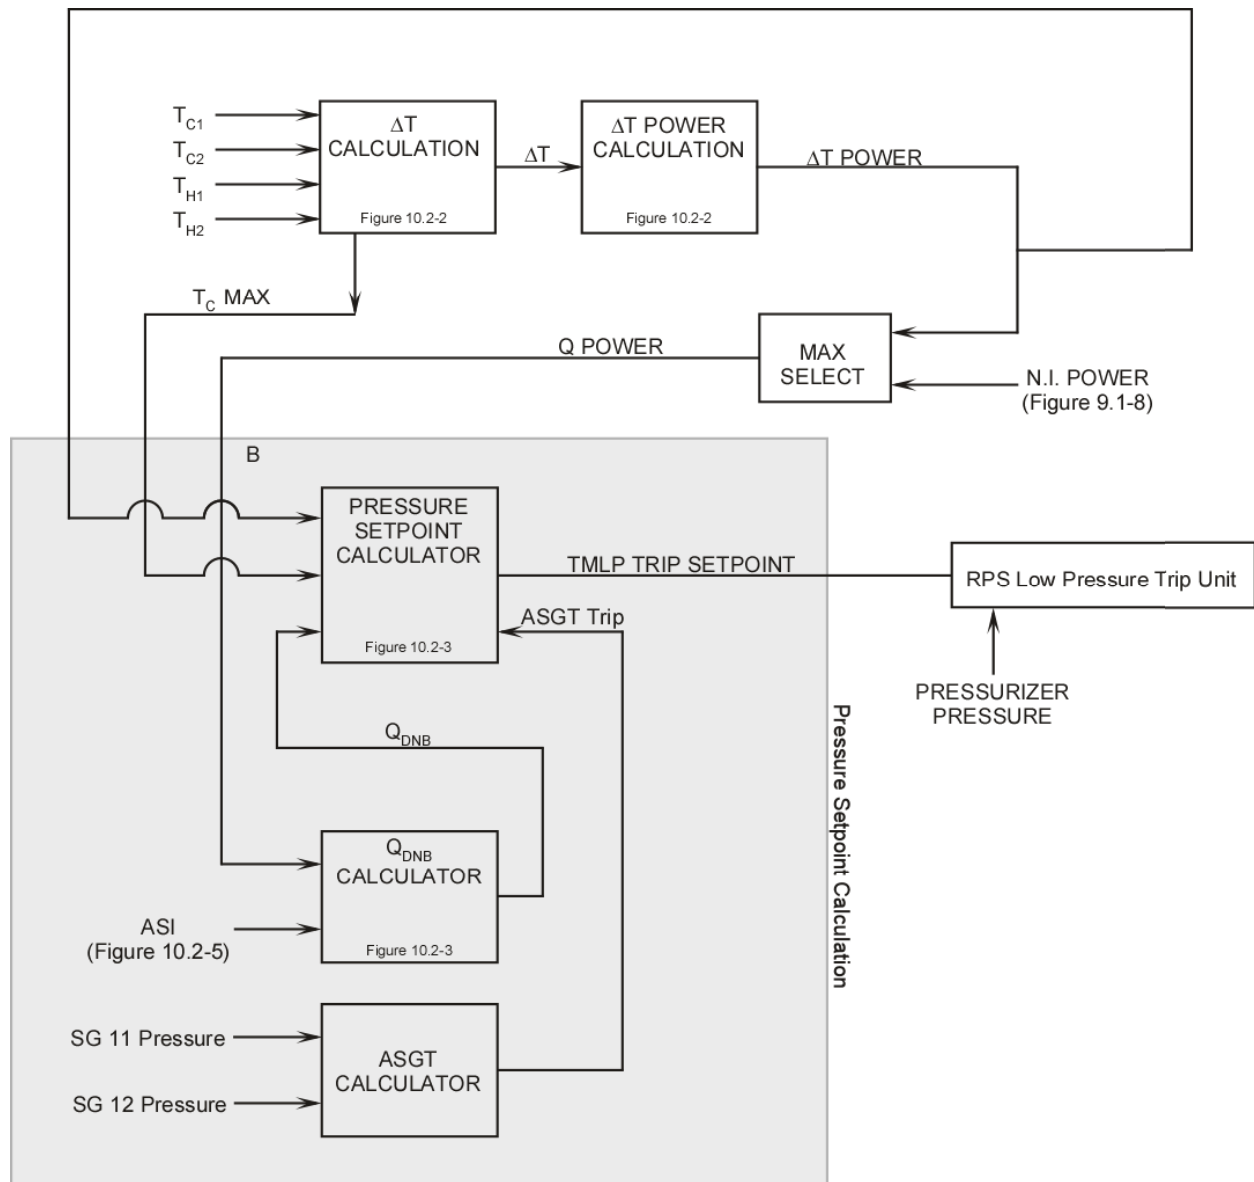 T_C1
T_C2
T_H1
T_H2
ΔT
CALCULATION
Figure 10.2-2
ΔT
ΔT POWER
CALCULATION
Figure 10.2-2
ΔT POWER
T_C MAX
Q POWER
MAX
SELECT
N.I. POWER
(Figure 9.1-8)
B
PRESSURE
SETPOINT
CALCULATOR
Figure 10.2-3
TMLP TRIP SETPOINT
RPS Low Pressure Trip Unit
ASGT Trip
PRESSURIZER
PRESSURE
Q_DNB
Pressure Setpoint Calculation
Q_DNB
CALCULATOR
Figure 10.2-3
ASI
(Figure 10.2-5)
SG 11 Pressure
SG 12 Pressure
ASGT
CALCULATOR